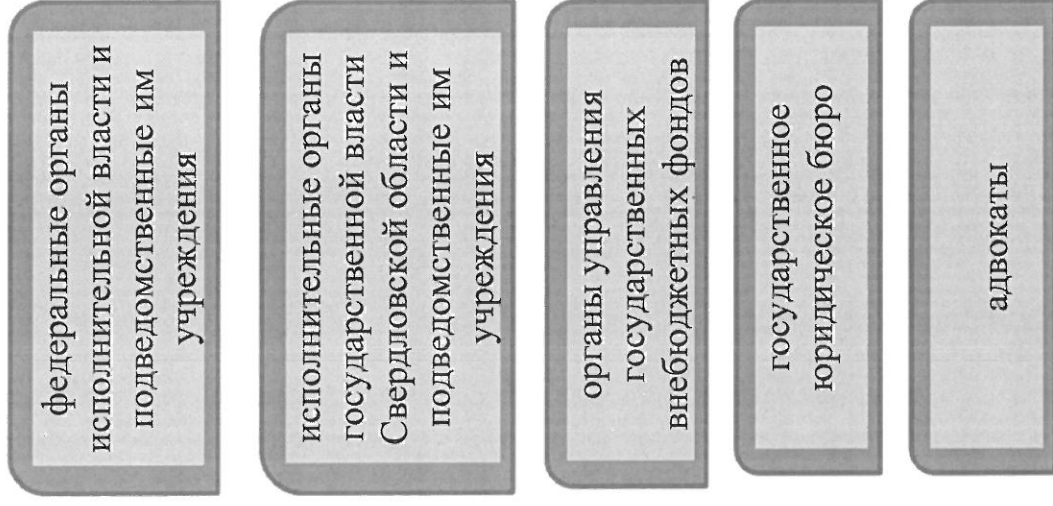 федеральные органы
исполнительной власти и
подведомственные им
учреждения
исполнительные органы
государственной власти
Свердловской области и
подведомственные им
учреждения
органы управления
государственных
внебюджетных фондов
государственное
юридическое бюро
адвокаты